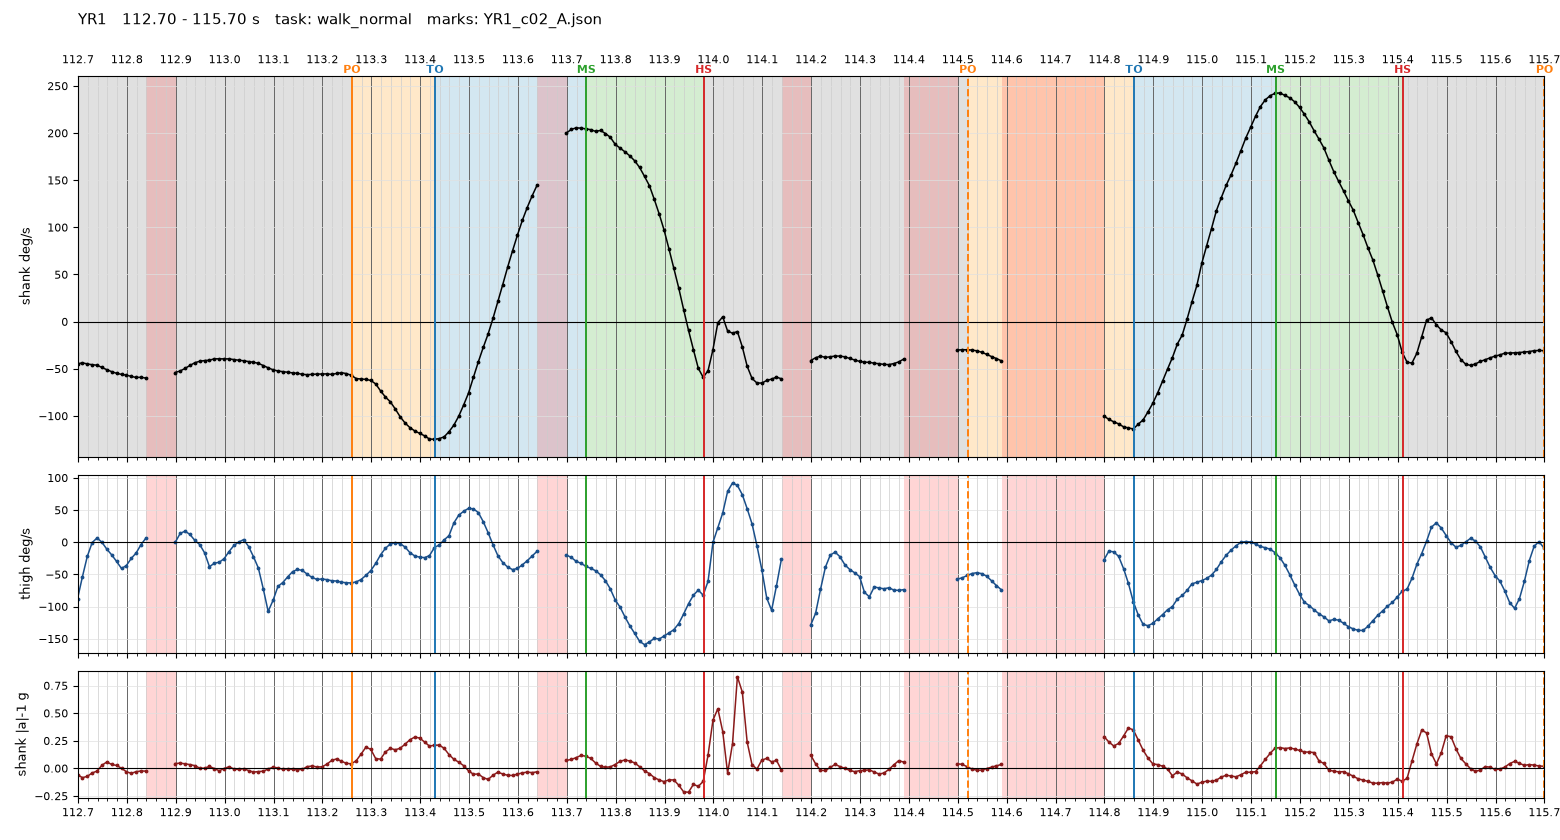 YR1   112.70 - 115.70 s   task: walk_normal   marks: YR1_c02_A.json
112.7 112.8 112.9 113.0 113.1 113.2 113.3 113.4 113.5 113.6 113.7 113.8 113.9 114.0 114.1 114.2 114.3 114.4 114.5 114.6 114.7 114.8 114.9 115.0 115.1 115.2 115.3 115.4 115.5 115.6 115.7
PO TO MS HS PO TO MS HS PO
250
200
150
100
50
0
−50
−100
shank deg/s
100
50
0
−50
−100
−150
thigh deg/s
0.75
0.50
0.25
0.00
−0.25
shank |a|-1 g
112.7 112.8 112.9 113.0 113.1 113.2 113.3 113.4 113.5 113.6 113.7 113.8 113.9 114.0 114.1 114.2 114.3 114.4 114.5 114.6 114.7 114.8 114.9 115.0 115.1 115.2 115.3 115.4 115.5 115.6 115.7